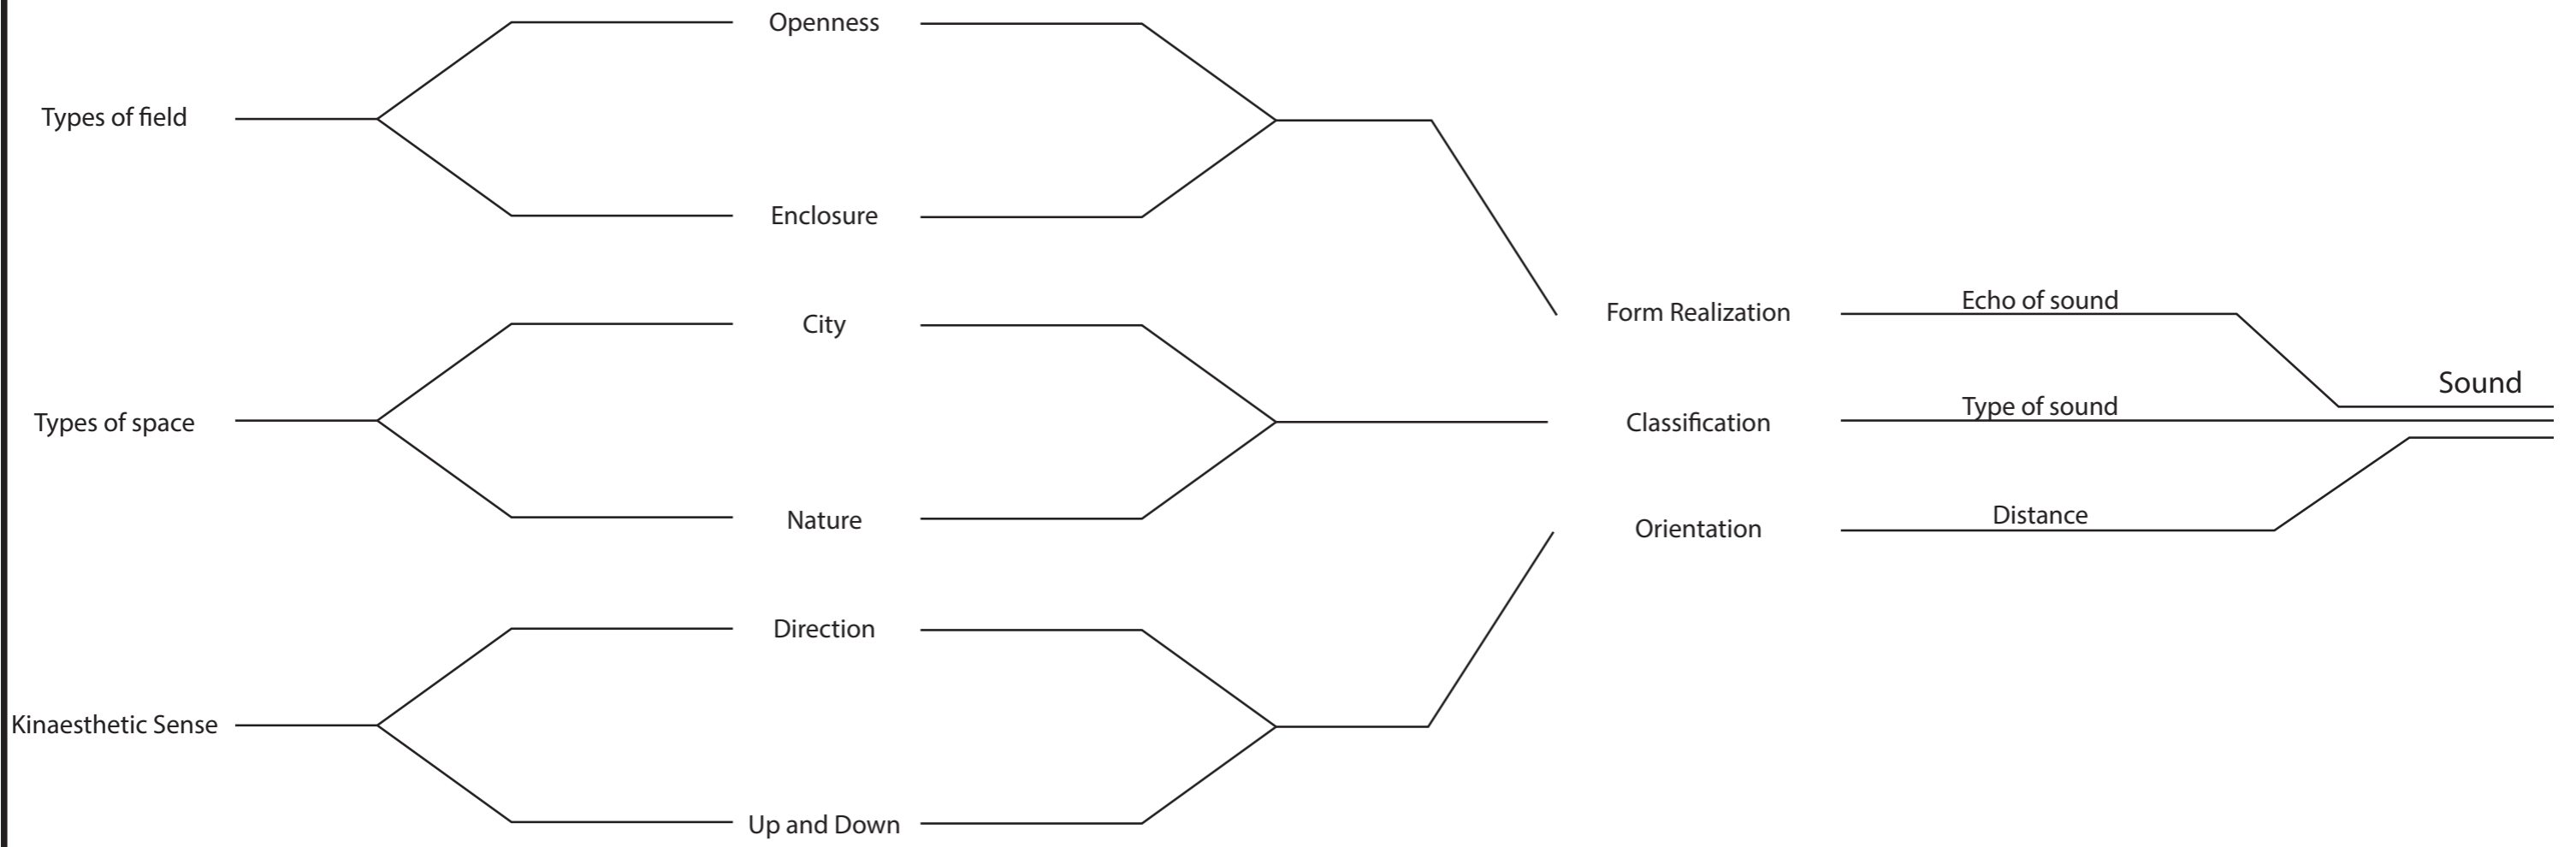 Openness
Types of field
Enclosure
Form Realization
Echo of sound
City
Sound
Types of space
Classification
Type of sound
Nature
Orientation
Distance
Direction
Kinaesthetic Sense
Up and Down